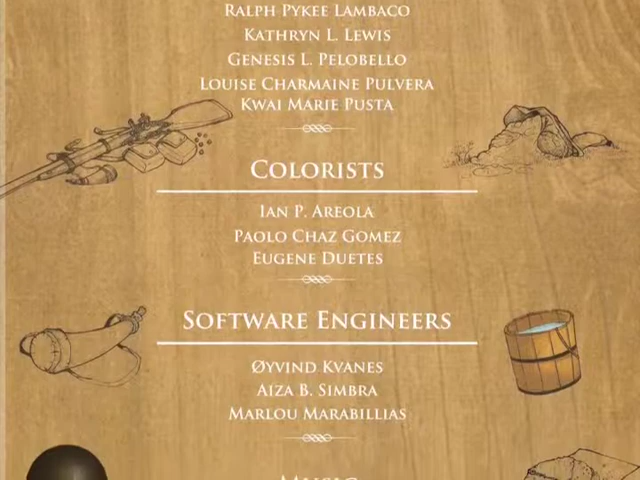 Ralph Pykee Lambaco
Kathryn L. Lewis
Genesis L. Pelobello
Louise Charmaine Pulvera
Kwai Marie Pusta
Colorists
Ian P. Areola
Paolo Chaz Gomez
Eugene Duetes
Software Engineers
Øyvind Kvanes
Aiza B. Simbra
Marlou Marabillias
Music